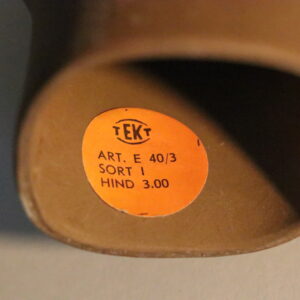 TEKT
ART. E 40/3
SORT I
HIND 3.00